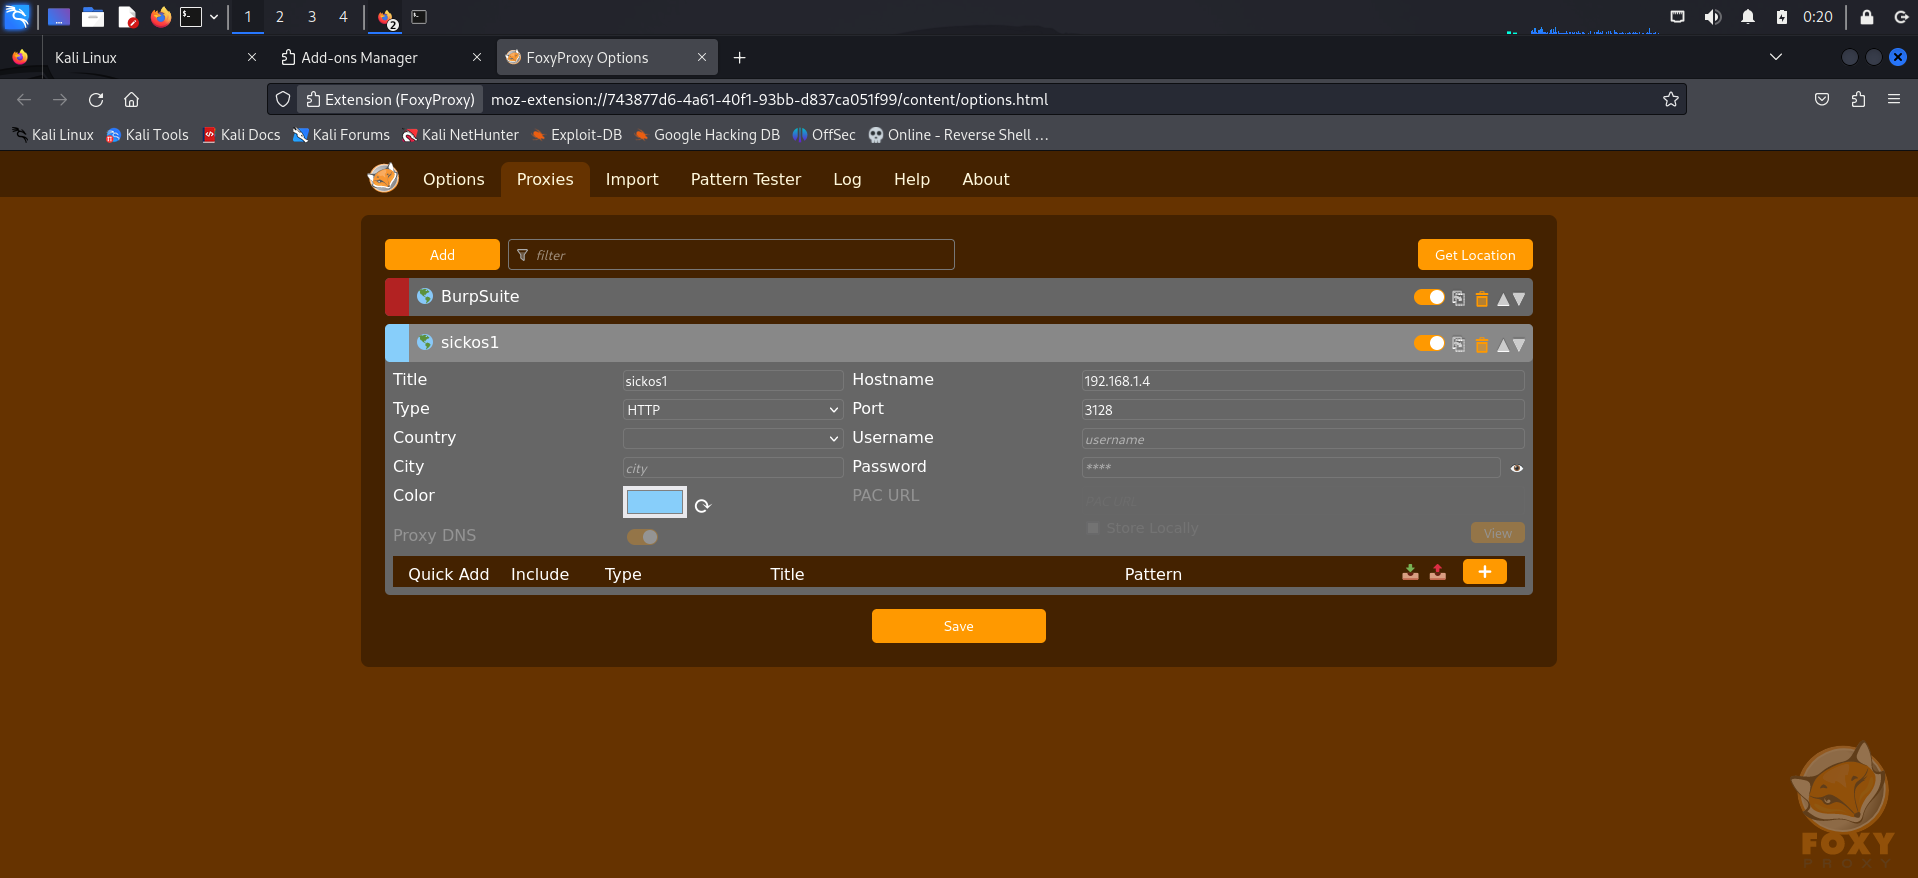 1 2 3 4 2 0:20
Kali Linux Add-ons Manager FoxyProxy Options
Extension (FoxyProxy) moz-extension://743877d6-4a61-40f1-93bb-d837ca051f99/content/options.html
Kali Linux Kali Tools Kali Docs Kali Forums Kali NetHunter Exploit-DB Google Hacking DB OffSec Online - Reverse Shell …
Options Proxies Import Pattern Tester Log Help About
Add filter Get Location
BurpSuite
sickos1
Title sickos1 Hostname 192.168.1.4
Type HTTP Port 3128
Country Username username
City city Password ****
Color PAC URL
PAC URL
Store Locally
Proxy DNS View
Quick Add Include Type Title Pattern
Save
FOXY
PROXY